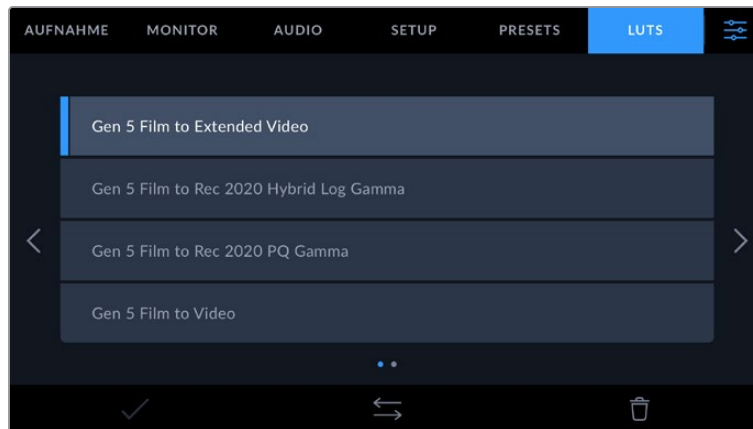 AUFNAHME MONITOR AUDIO SETUP PRESETS LUTS
Gen 5 Film to Extended Video
Gen 5 Film to Rec 2020 Hybrid Log Gamma
Gen 5 Film to Rec 2020 PQ Gamma
Gen 5 Film to Video